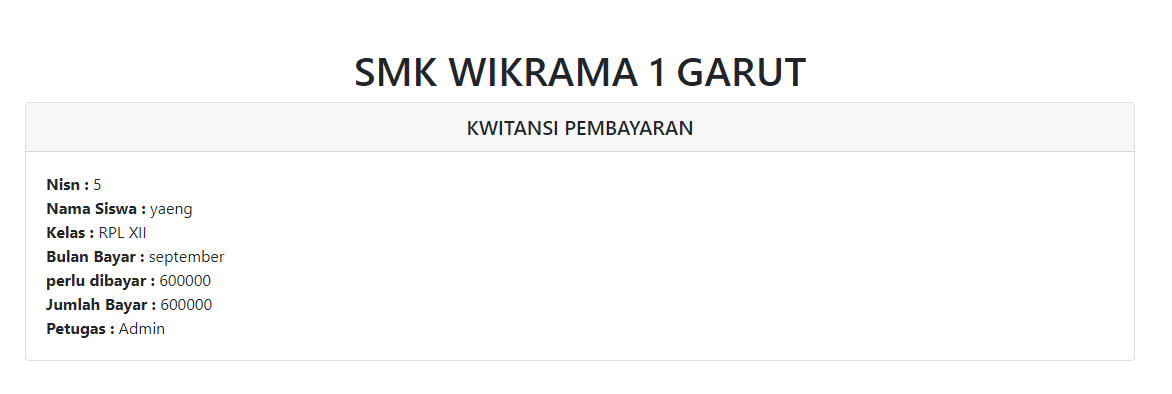 SMK WIKRAMA 1 GARUT
KWITANSI PEMBAYARAN
Nisn : 5
Nama Siswa : yaeng
Kelas : RPL XII
Bulan Bayar : september
perlu dibayar : 600000
Jumlah Bayar : 600000
Petugas : Admin